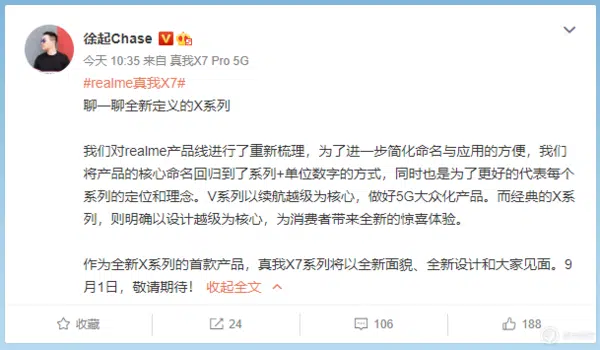 徐起Chase
今天 10:35 来自 真我X7 Pro 5G
#realme真我X7#
聊一聊全新定义的X系列
我们对realme产品线进行了重新梳理，为了进一步简化命名与应用的方便，我们
将产品的核心命名回归到了系列+单位数字的方式，同时也是为了更好的代表每个
系列的定位和理念。V系列以续航越级为核心，做好5G大众化产品。而经典的X系
列，则明确以设计越级为核心，为消费者带来全新的惊喜体验。
作为全新X系列的首款产品，真我X7系列将以全新面貌、全新设计和大家见面。9
月1日，敬请期待！ 收起全文
收藏 24 106 188